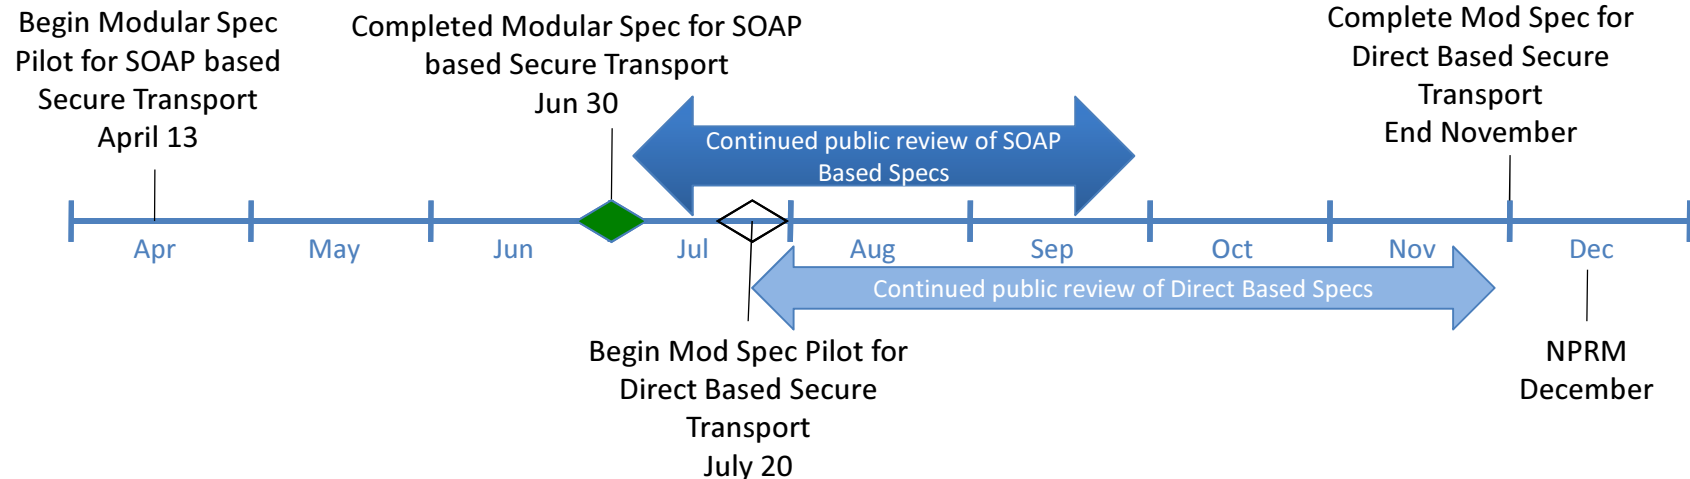 Begin Modular Spec
Pilot for SOAP based
Secure Transport
April 13
Completed Modular Spec for SOAP
based Secure Transport
Jun 30
Complete Mod Spec for
Direct Based Secure
Transport
End November
Continued public review of SOAP
Based Specs
Apr
May
Jun
Jul
Aug
Sep
Oct
Nov
Dec
Continued public review of Direct Based Specs
Begin Mod Spec Pilot for
Direct Based Secure
Transport
July 20
NPRM
December